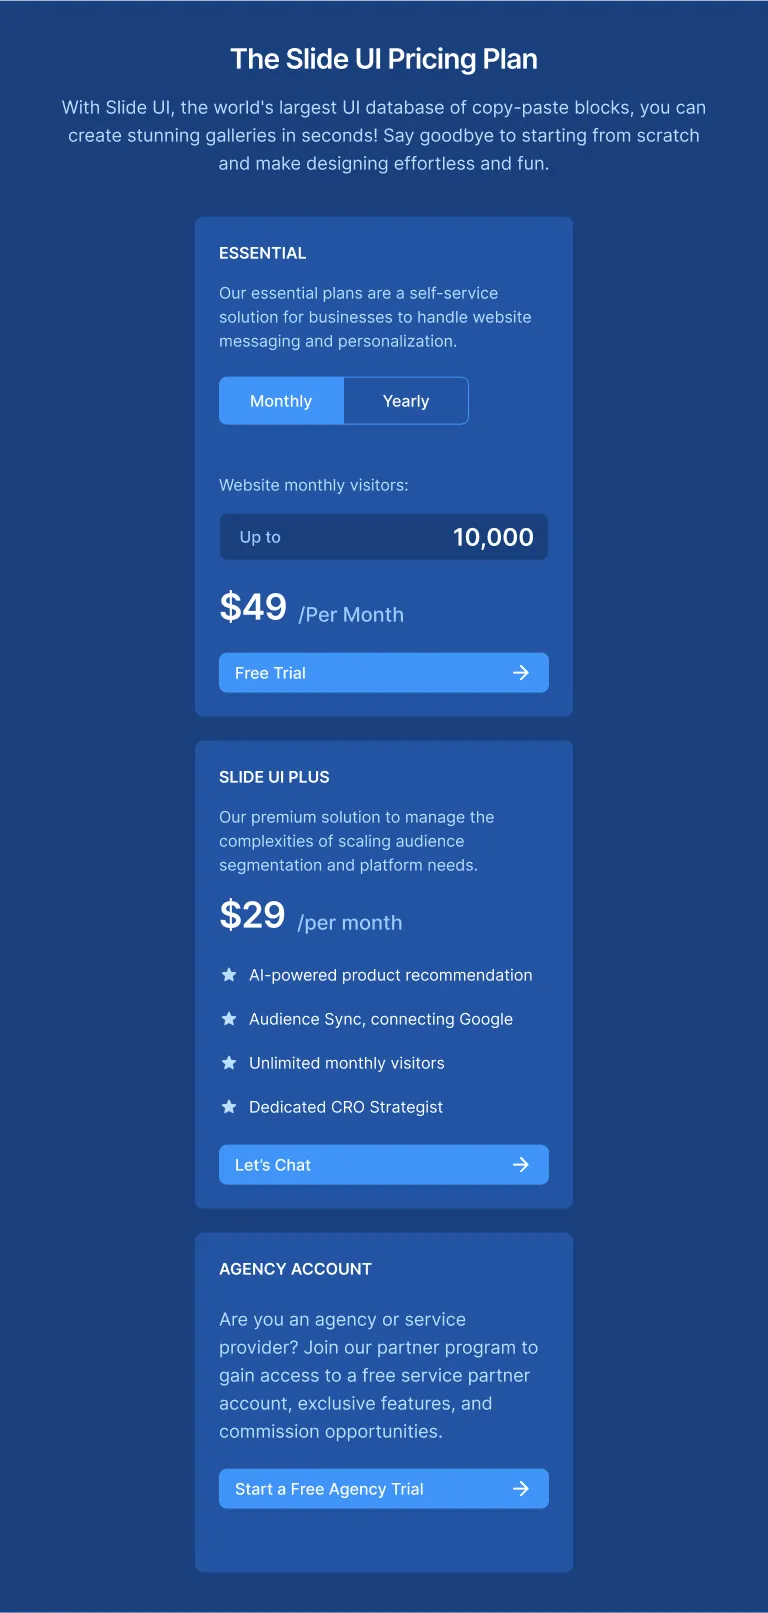 The Slide UI Pricing Plan
With Slide UI, the world's largest UI database of copy-paste blocks, you can
create stunning galleries in seconds! Say goodbye to starting from scratch
and make designing effortless and fun.
ESSENTIAL
Our essential plans are a self-service
solution for businesses to handle website
messaging and personalization.
Monthly Yearly
Website monthly visitors:
Up to 10,000
$49 /Per Month
Free Trial
SLIDE UI PLUS
Our premium solution to manage the
complexities of scaling audience
segmentation and platform needs.
$29 /per month
AI-powered product recommendation
Audience Sync, connecting Google
Unlimited monthly visitors
Dedicated CRO Strategist
Let’s Chat
AGENCY ACCOUNT
Are you an agency or service
provider? Join our partner program to
gain access to a free service partner
account, exclusive features, and
commission opportunities.
Start a Free Agency Trial